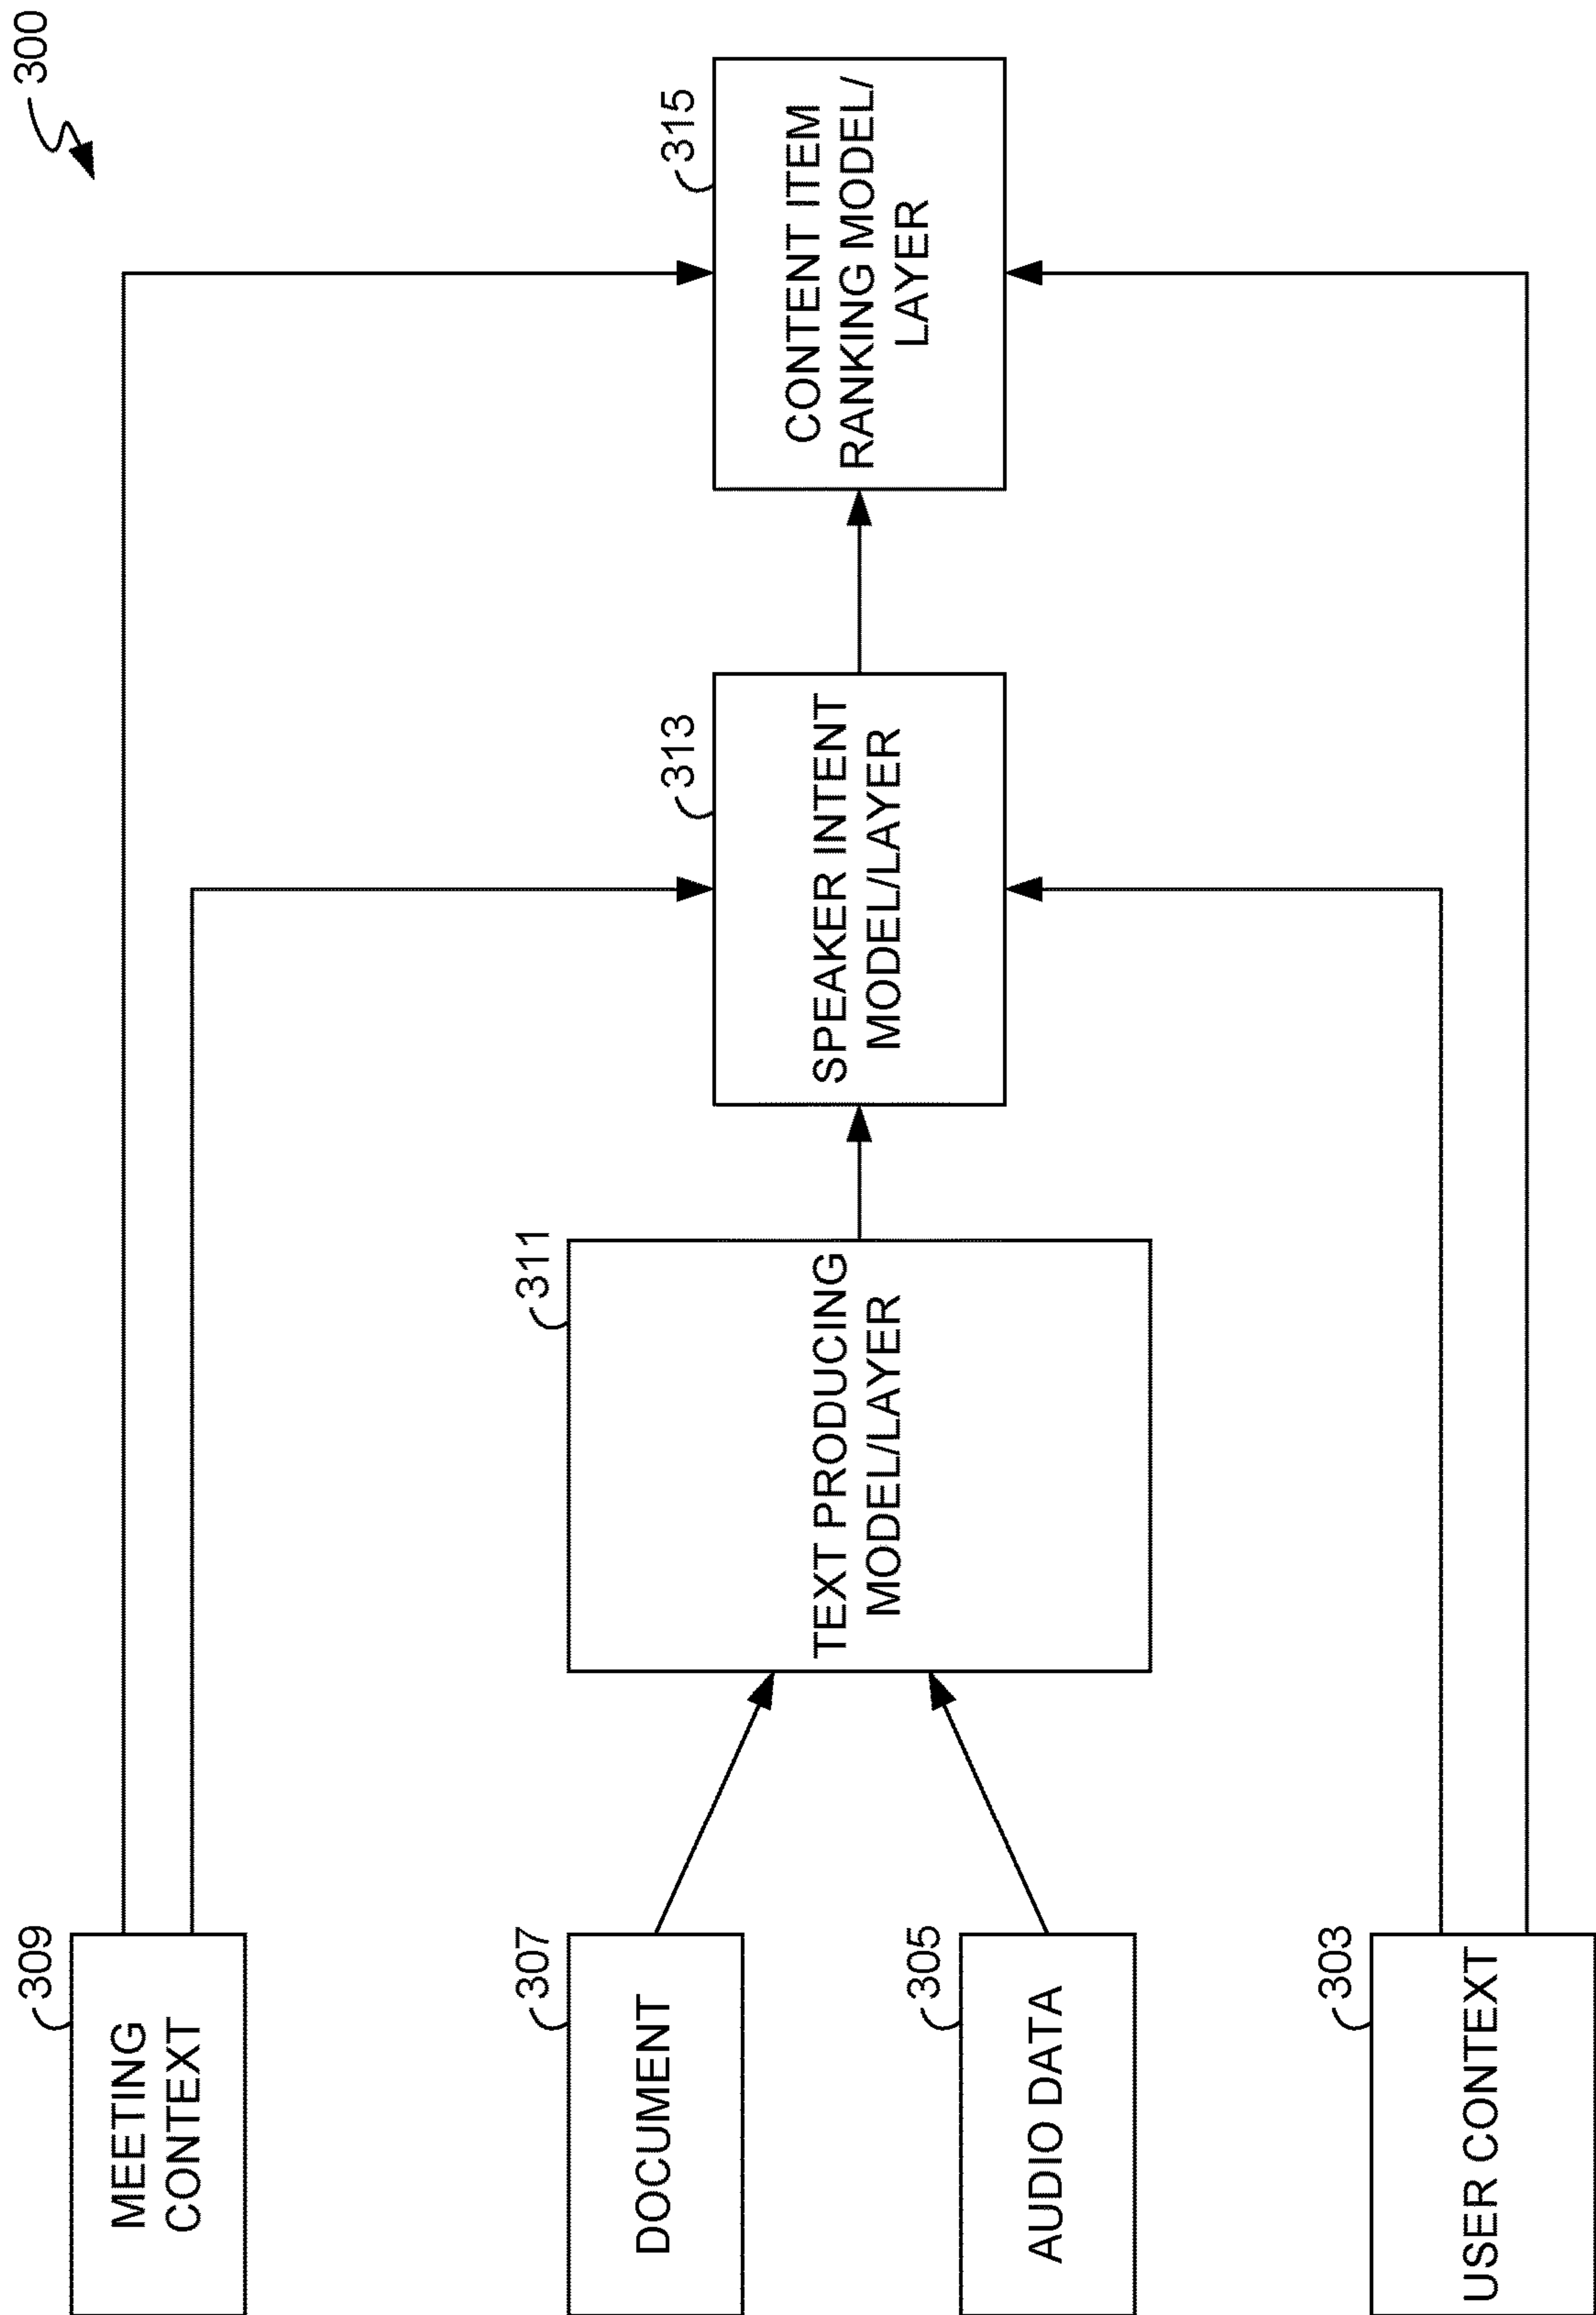 300
309
MEETING
CONTEXT
307
DOCUMENT
305
AUDIO DATA
303
USER CONTEXT
311
TEXT PRODUCING
MODEL/LAYER
313
SPEAKER INTENT
MODEL/LAYER
315
CONTENT ITEM
RANKING MODEL/
LAYER